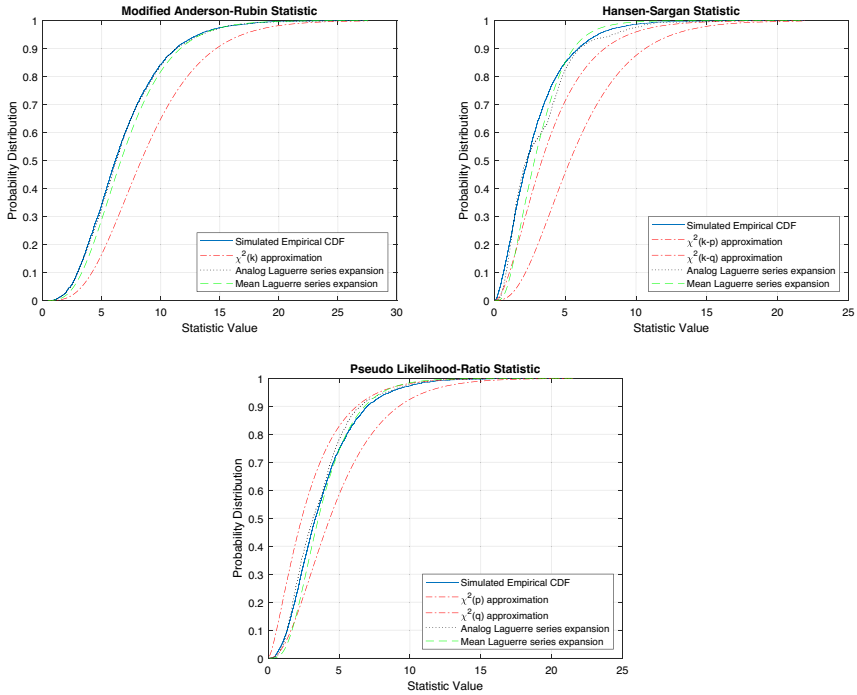 Modified Anderson-Rubin Statistic
1
0.9
0.8
0.7
0.6
0.5
0.4
0.3
0.2
0.1
0
Probability Distribution
Simulated Empirical CDF
χ²(k) approximation
Analog Laguerre series expansion
Mean Laguerre series expansion
0 5 10 15 20 25 30
Statistic Value
Hansen-Sargan Statistic
1
0.9
0.8
0.7
0.6
0.5
0.4
0.3
0.2
0.1
0
Probability Distribution
Simulated Empirical CDF
χ²(k-p) approximation
χ²(k-q) approximation
Analog Laguerre series expansion
Mean Laguerre series expansion
0 5 10 15 20 25
Statistic Value
Pseudo Likelihood-Ratio Statistic
1
0.9
0.8
0.7
0.6
0.5
0.4
0.3
0.2
0.1
0
Probability Distribution
Simulated Empirical CDF
χ²(p) approximation
χ²(q) approximation
Analog Laguerre series expansion
Mean Laguerre series expansion
0 5 10 15 20 25
Statistic Value